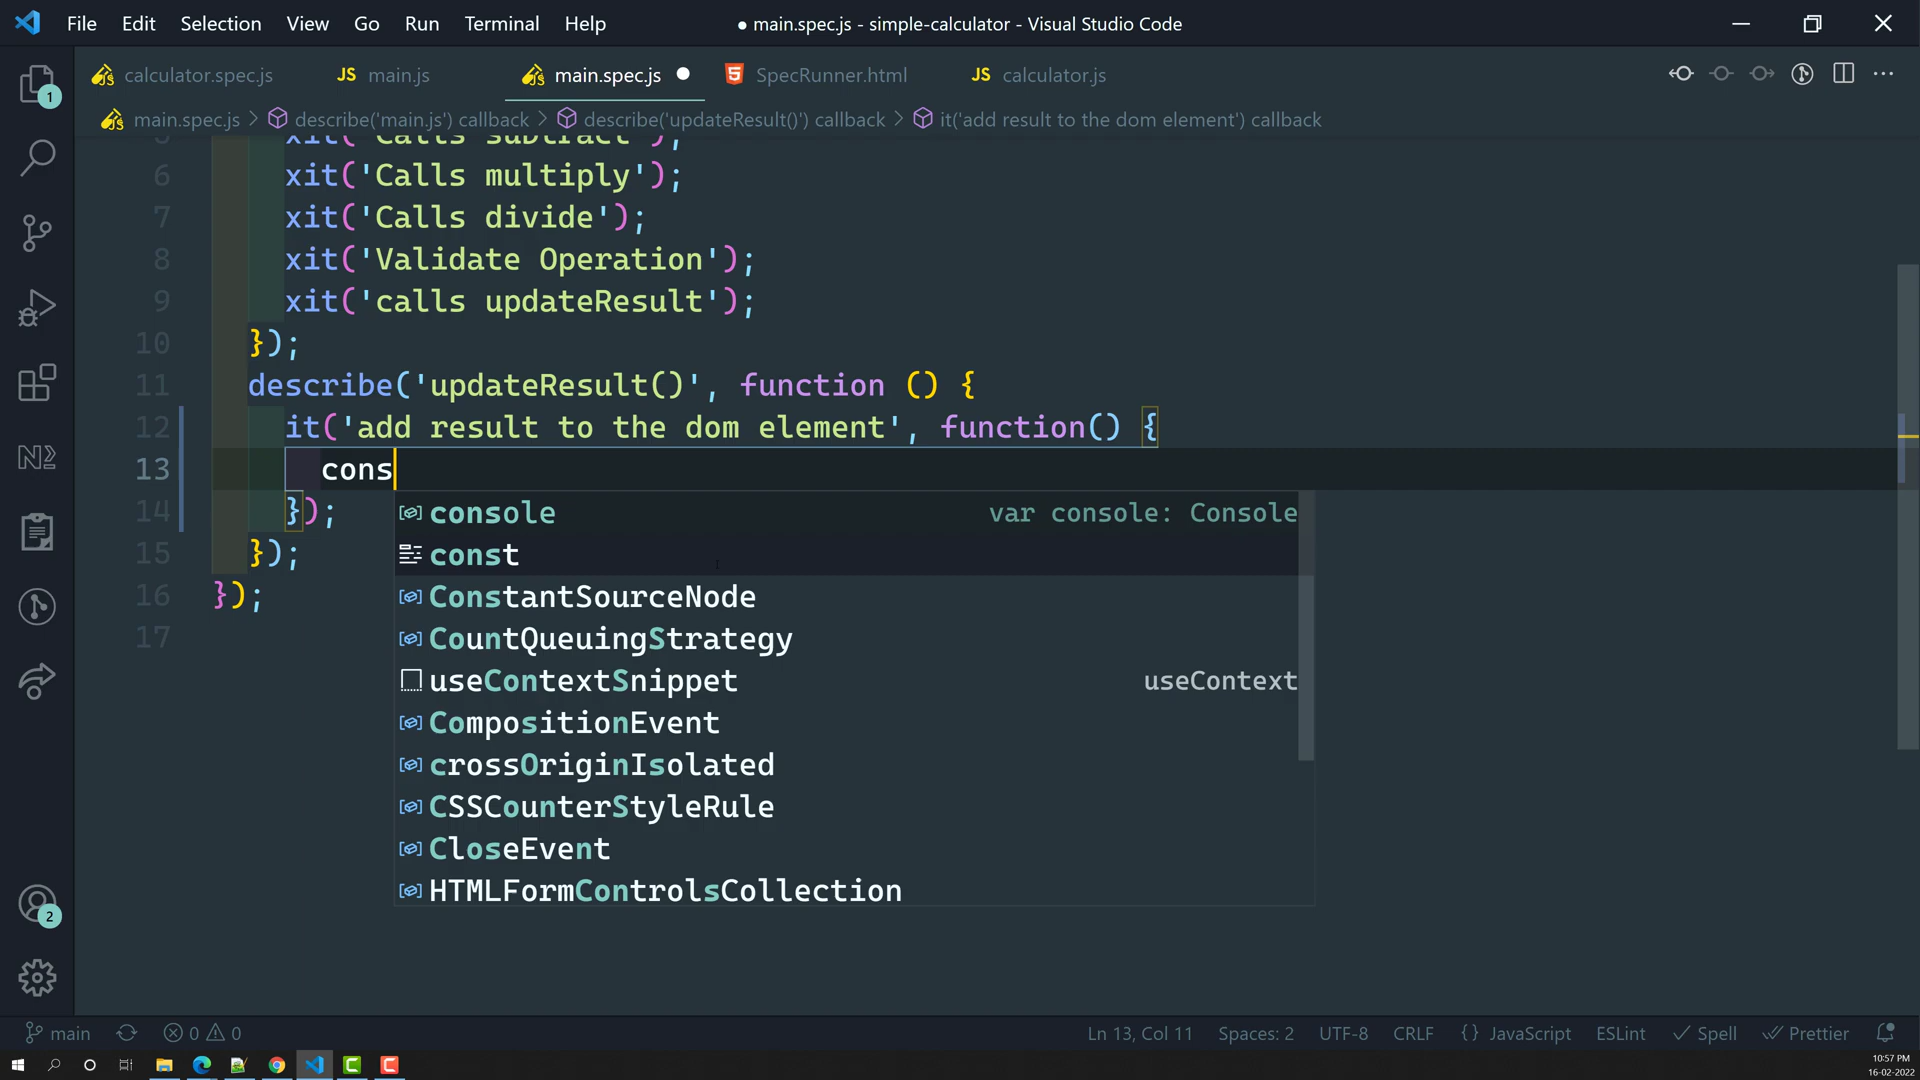 File Edit Selection View Go Run Terminal Help
● main.spec.js - simple-calculator - Visual Studio Code
calculator.spec.js JS main.js main.spec.js SpecRunner.html JS calculator.js
main.spec.js > describe('main.js') callback > describe('updateResult()') callback > it('add result to the dom element') callback
5 xit('Calls subtract');
6 xit('Calls multiply');
7 xit('Calls divide');
8 xit('Validate Operation');
9 xit('calls updateResult');
10 });
11 describe('updateResult()', function () {
12 it('add result to the dom element', function() {
13 cons
14 });
15 });
16 });
17
console var console: Console
const
ConstantSourceNode
CountQueuingStrategy
useContextSnippet useContext
CompositionEvent
crossOriginIsolated
CSSCounterStyleRule
CloseEvent
HTMLFormControlsCollection
1
2
main 0 0 Ln 13, Col 11 Spaces: 2 UTF-8 CRLF {} JavaScript ESLint Spell Prettier
10:57 PM
16-02-2022